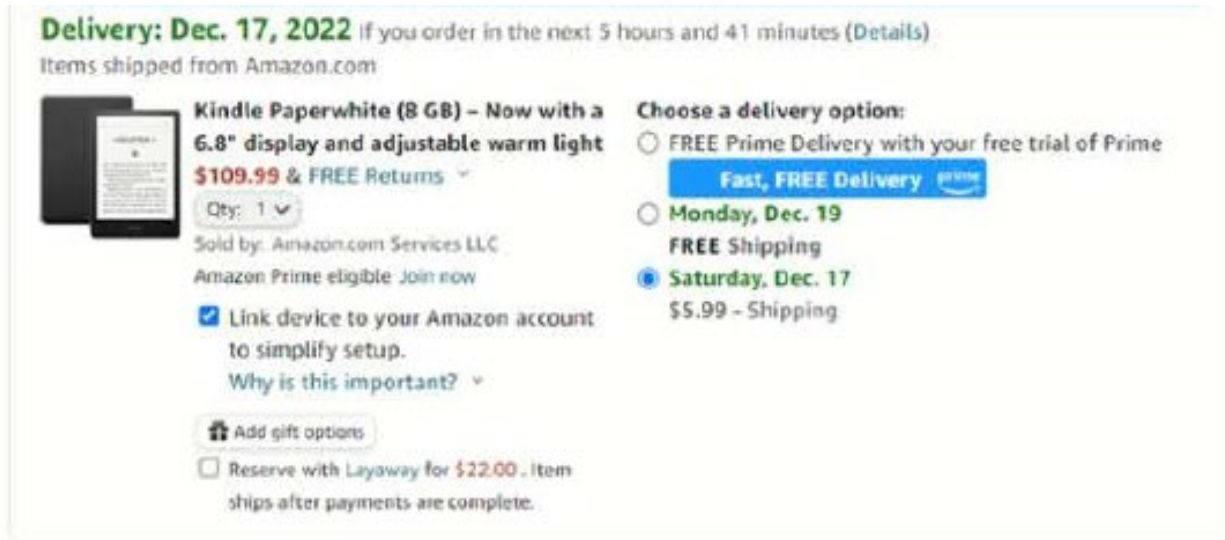 Delivery: Dec. 17, 2022 If you order in the next 5 hours and 41 minutes (Details)
Items shipped from Amazon.com
Kindle Paperwhite (8 GB) – Now with a
6.8" display and adjustable warm light
$109.99 & FREE Returns
Qty: 1
Sold by: Amazon.com Services LLC
Amazon Prime eligible Join now
Link device to your Amazon account
to simplify setup.
Why is this important?
Add gift options
Reserve with Layaway for $22.00. Item
ships after payments are complete.
Choose a delivery option:
FREE Prime Delivery with your free trial of Prime
Fast, FREE Delivery prime
Monday, Dec. 19
FREE Shipping
Saturday, Dec. 17
$5.99 - Shipping